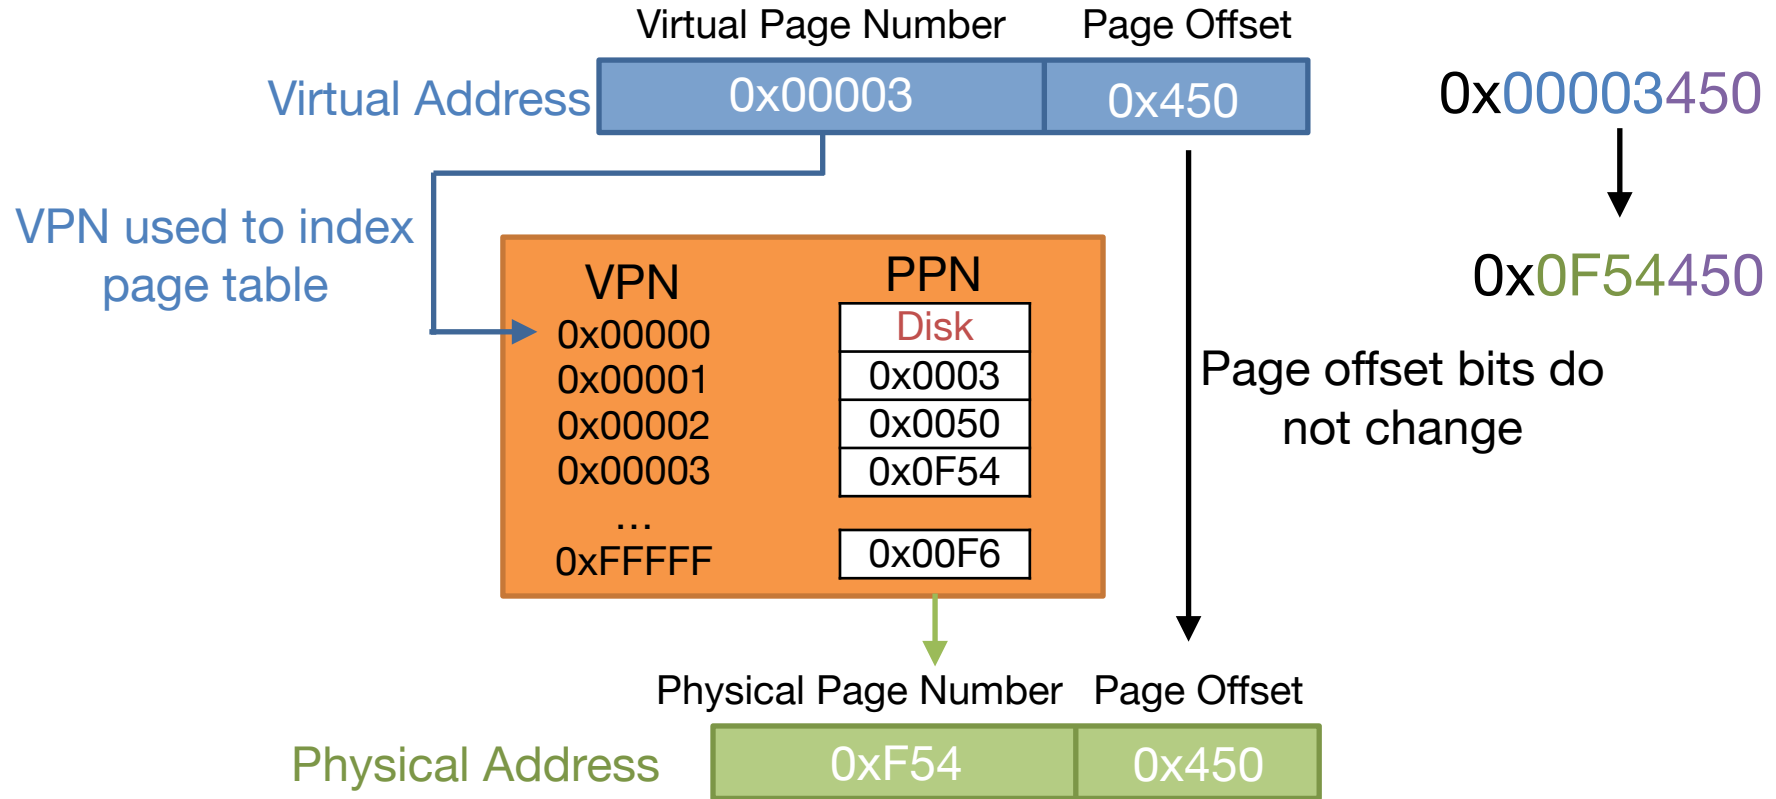 Virtual Page Number Page Offset
Virtual Address 0x00003 0x450 0x00003450
VPN used to index
page table
0x0F54450
VPN PPN
0x00000 Disk
0x00001 0x0003
0x00002 0x0050
0x00003 0x0F54
...
0xFFFFF 0x00F6
Page offset bits do
not change
Physical Page Number Page Offset
Physical Address 0xF54 0x450